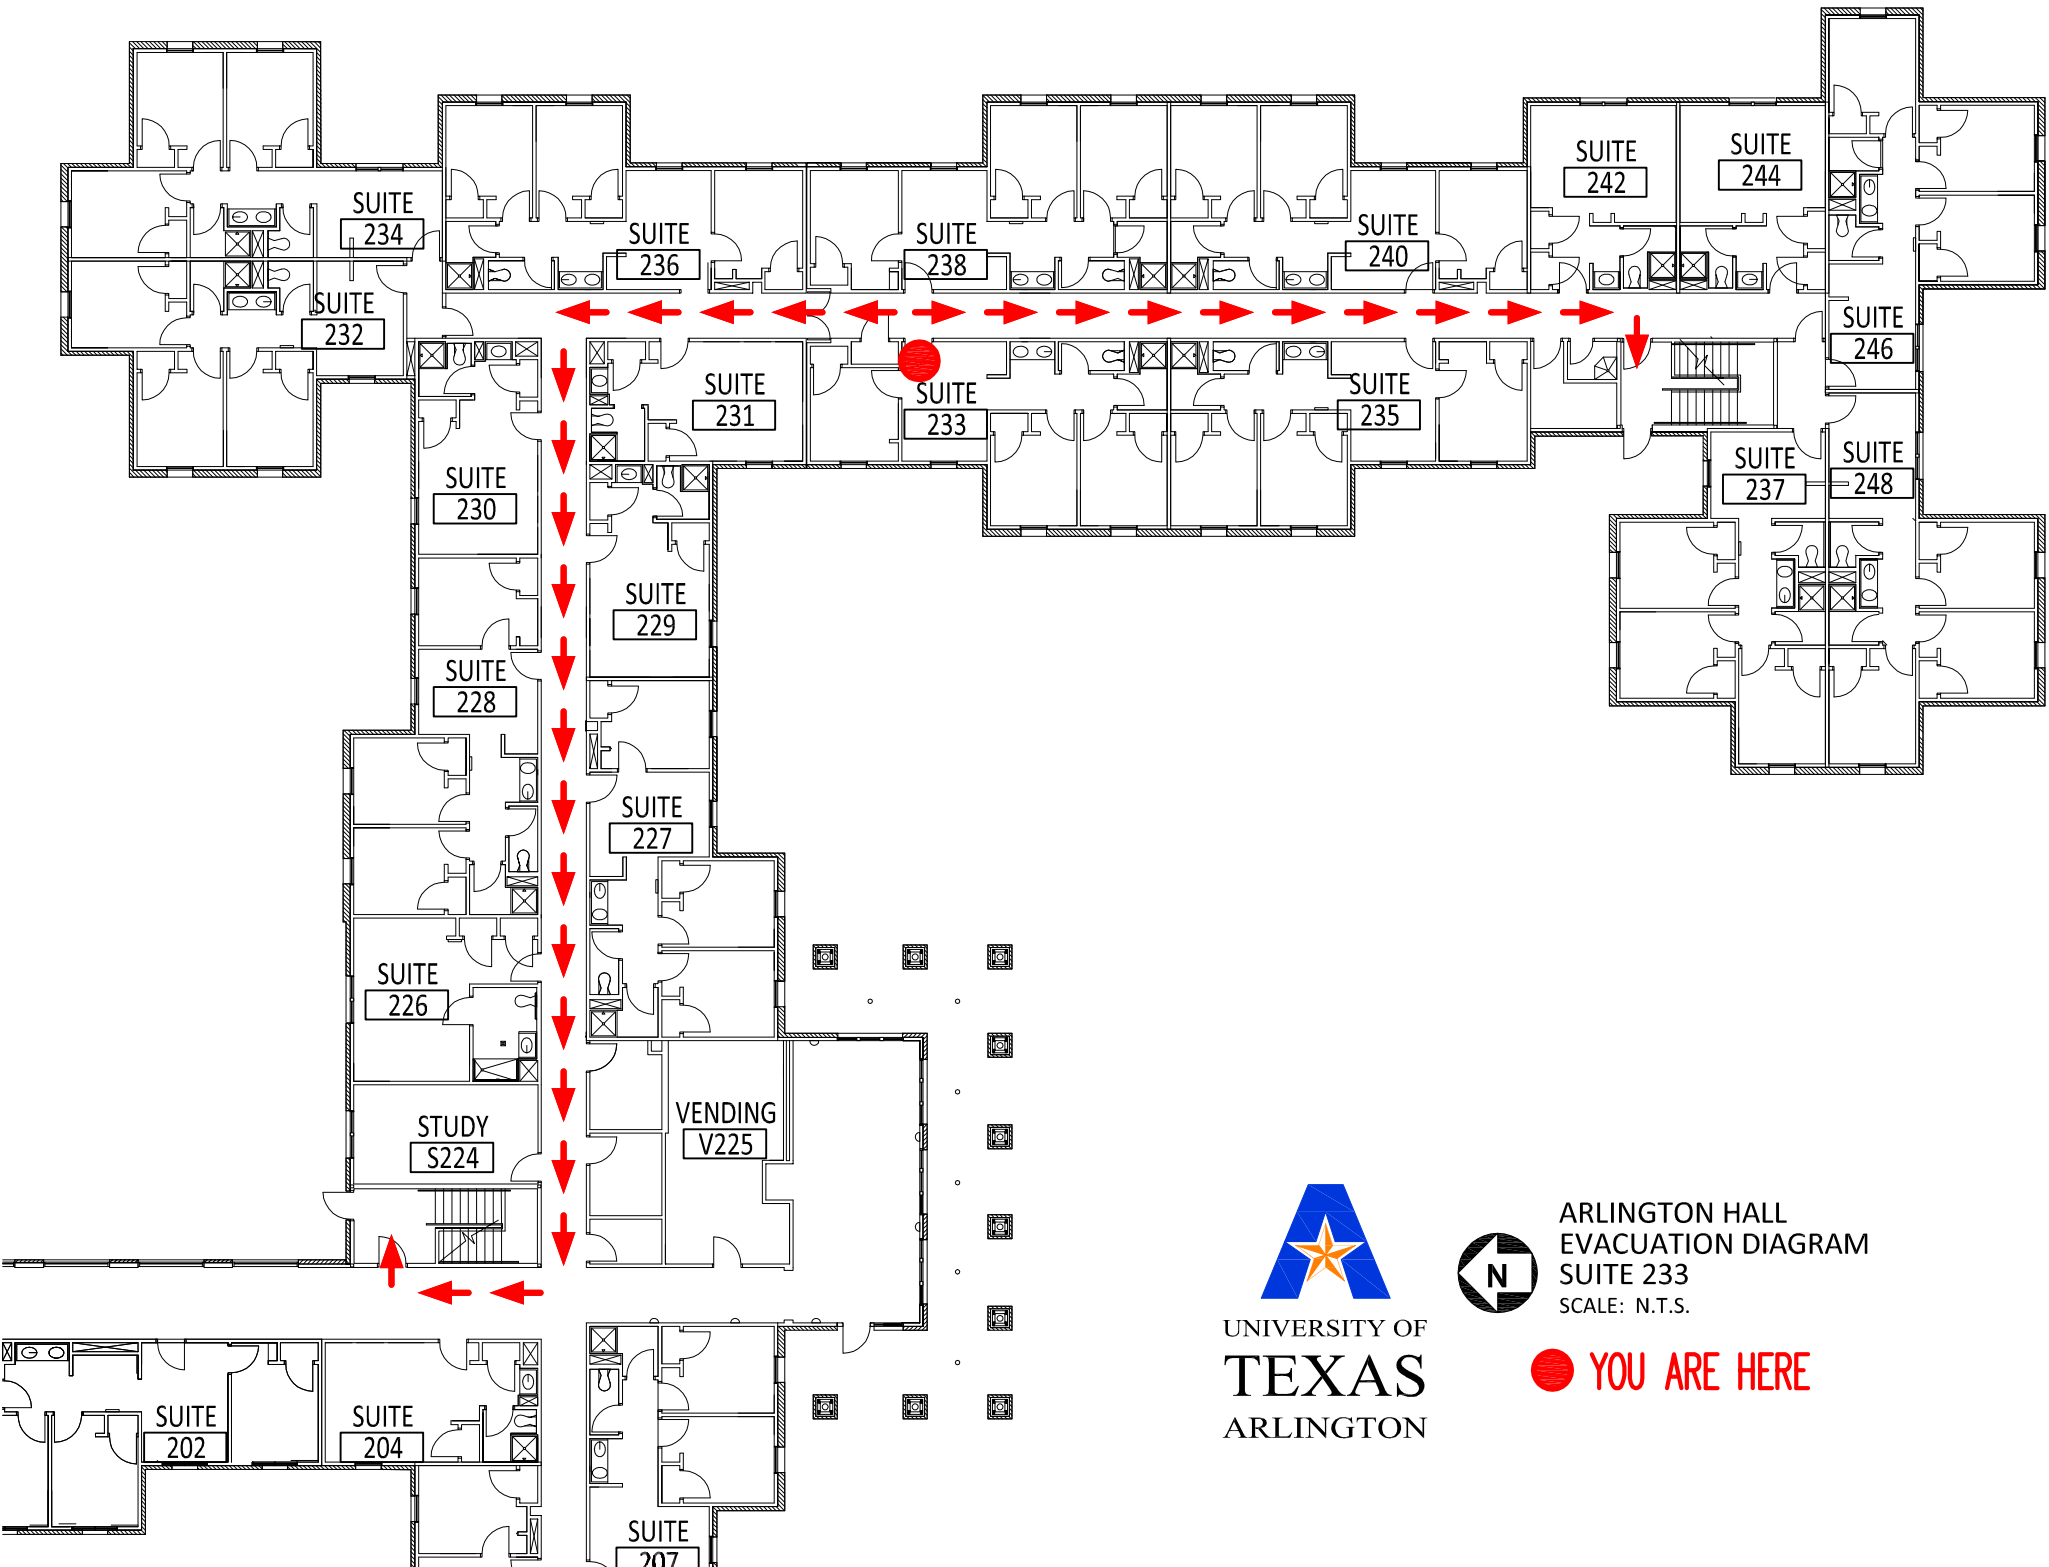 SUITE
234
SUITE
232
SUITE
236
SUITE
238
SUITE
240
SUITE
242
SUITE
244
SUITE
246
SUITE
231
SUITE
233
SUITE
235
SUITE
237
SUITE
248
SUITE
230
SUITE
229
SUITE
228
SUITE
227
SUITE
226
STUDY
S224
VENDING
V225
SUITE
202
SUITE
204
SUITE
207
UNIVERSITY OF
TEXAS
ARLINGTON
N
ARLINGTON HALL
EVACUATION DIAGRAM
SUITE 233
SCALE: N.T.S.
YOU ARE HERE